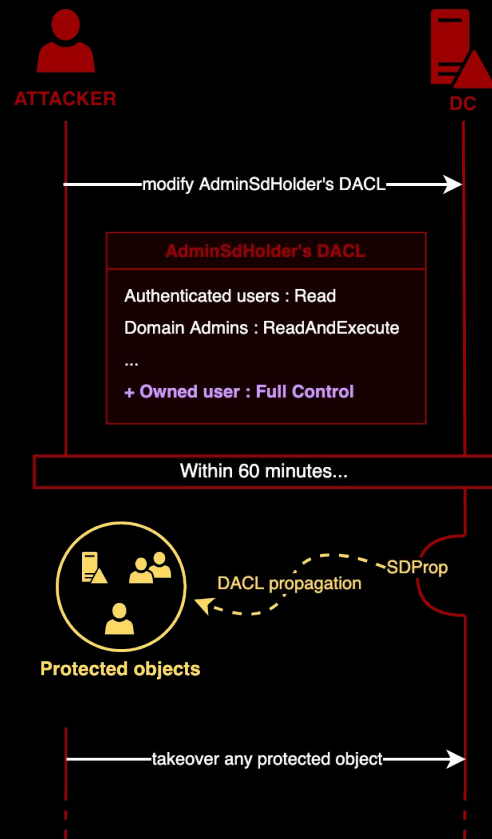 ATTACKER
DC
modify AdminSdHolder's DACL
AdminSdHolder's DACL
Authenticated users : Read
Domain Admins : ReadAndExecute
...
+ Owned user : Full Control
Within 60 minutes...
SDProp
DACL propagation
Protected objects
takeover any protected object